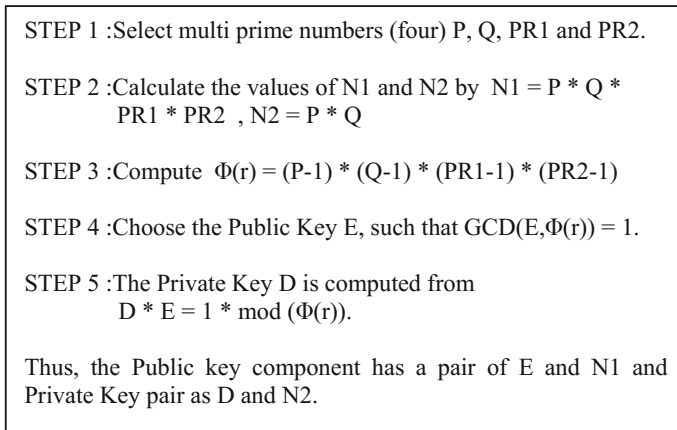 STEP 1 :Select multi prime numbers (four) P, Q, PR1 and PR2.
STEP 2 :Calculate the values of N1 and N2 by N1 = P * Q *
PR1 * PR2 , N2 = P * Q
STEP 3 :Compute Φ(r) = (P-1) * (Q-1) * (PR1-1) * (PR2-1)
STEP 4 :Choose the Public Key E, such that GCD(E,Φ(r)) = 1.
STEP 5 :The Private Key D is computed from
D * E = 1 * mod (Φ(r)).
Thus, the Public key component has a pair of E and N1 and
Private Key pair as D and N2.